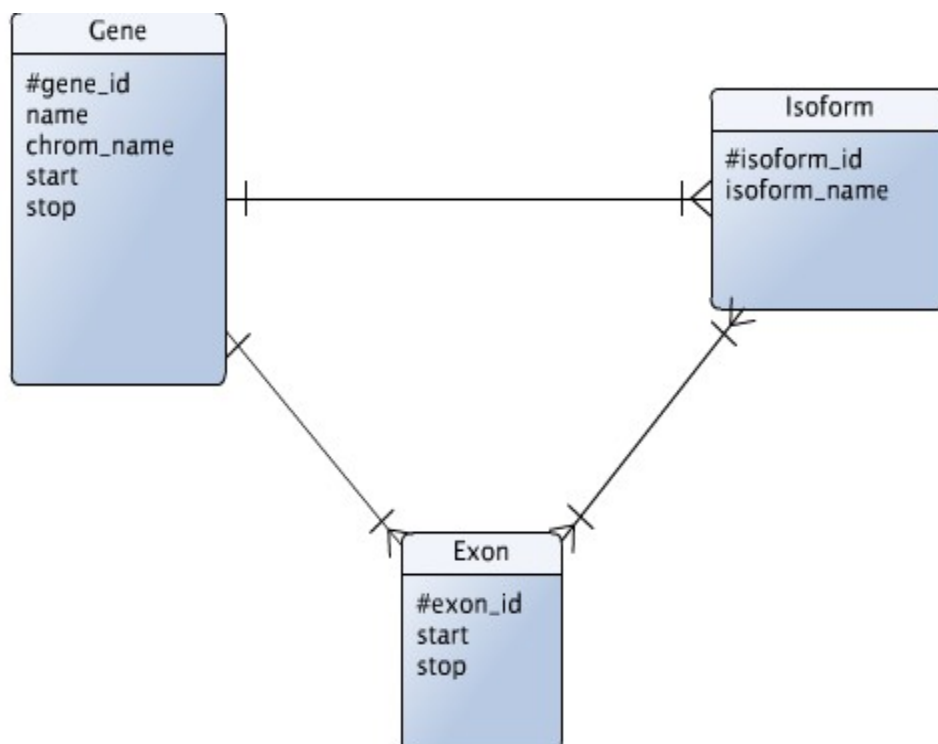 Gene
#gene_id
name
chrom_name
start
stop
Isoform
#isoform_id
isoform_name
Exon
#exon_id
start
stop